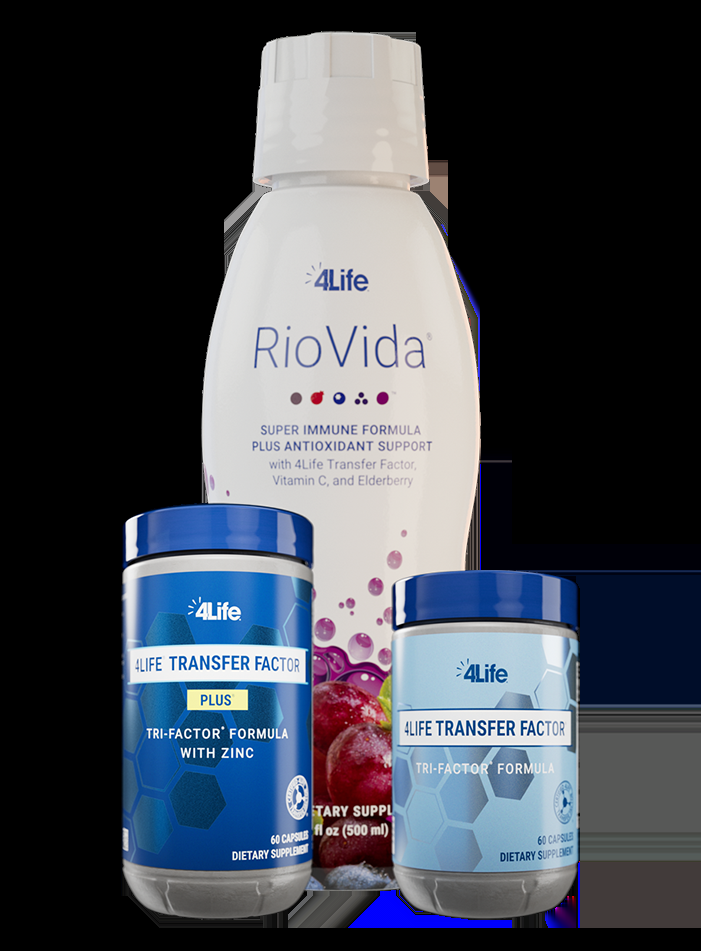 4Life
RioVida®
SUPER IMMUNE FORMULA
PLUS ANTIOXIDANT SUPPORT
with 4Life Transfer Factor,
Vitamin C, and Elderberry
TARY SUPPL
fl oz (500 ml)
4Life
4LIFE TRANSFER FACTOR
PLUS
TRI-FACTOR® FORMULA
WITH ZINC
60 CAPSULES
DIETARY SUPPLEMENT
4Life
4LIFE TRANSFER FACTOR
TRI-FACTOR® FORMULA
60 CAPSULES
DIETARY SUPPLEMENT